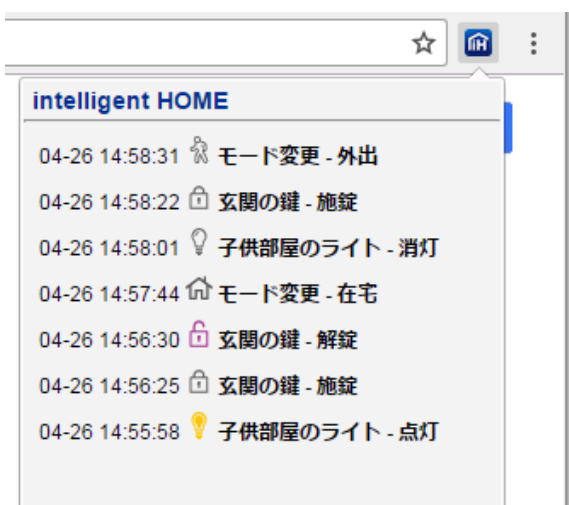 iH
intelligent HOME
04-26 14:58:31 モード変更 - 外出
04-26 14:58:22 玄関の鍵 - 施錠
04-26 14:58:01 子供部屋のライト - 消灯
04-26 14:57:44 モード変更 - 在宅
04-26 14:56:30 玄関の鍵 - 解錠
04-26 14:56:25 玄関の鍵 - 施錠
04-26 14:55:58 子供部屋のライト - 点灯